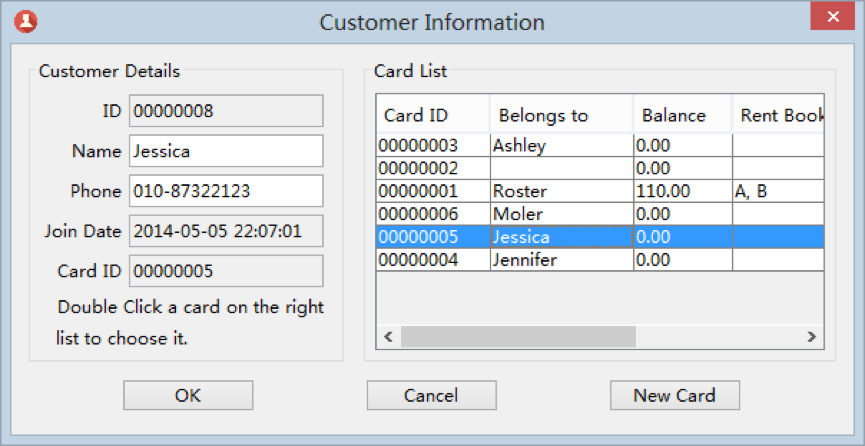 Customer Information
Customer Details
ID 00000008
Name Jessica
Phone 010-87322123
Join Date 2014-05-05 22:07:01
Card ID 00000005
Double Click a card on the right
list to choose it.
Card List
Card ID Belongs to Balance Rent Book
00000003 Ashley 0.00
00000002 0.00
00000001 Roster 110.00 A, B
00000006 Moler 0.00
00000005 Jessica 0.00
00000004 Jennifer 0.00
OK Cancel New Card